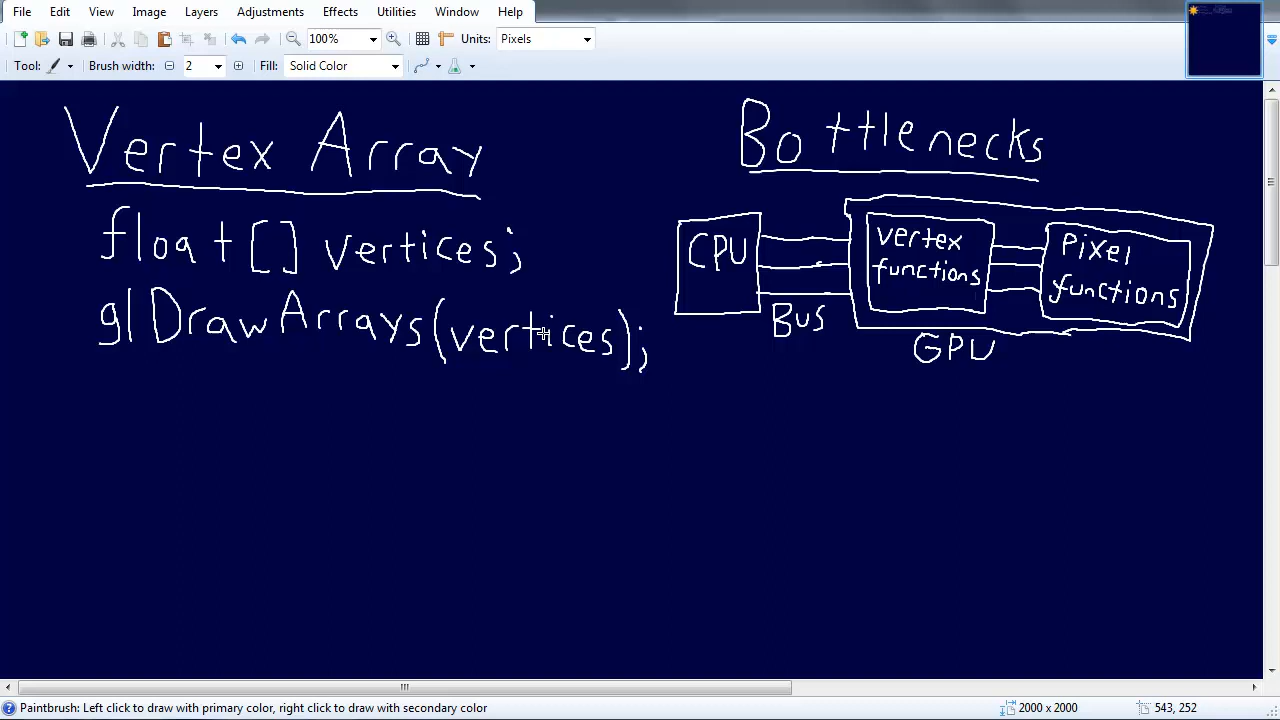 File Edit View Image Layers Adjustments Utilities Window Help
100% Units: Pixels
Tool: Brush width: 2 Fill: Solid Color
Vertex Array
float [] vertices;
glDrawArrays(vertices);
Bottlenecks
CPU
Bus
vertex
functions
Pixel
functions
GPU
Paintbrush: Left click to draw with primary color, right click to draw with secondary color
2000 x 2000
543, 252